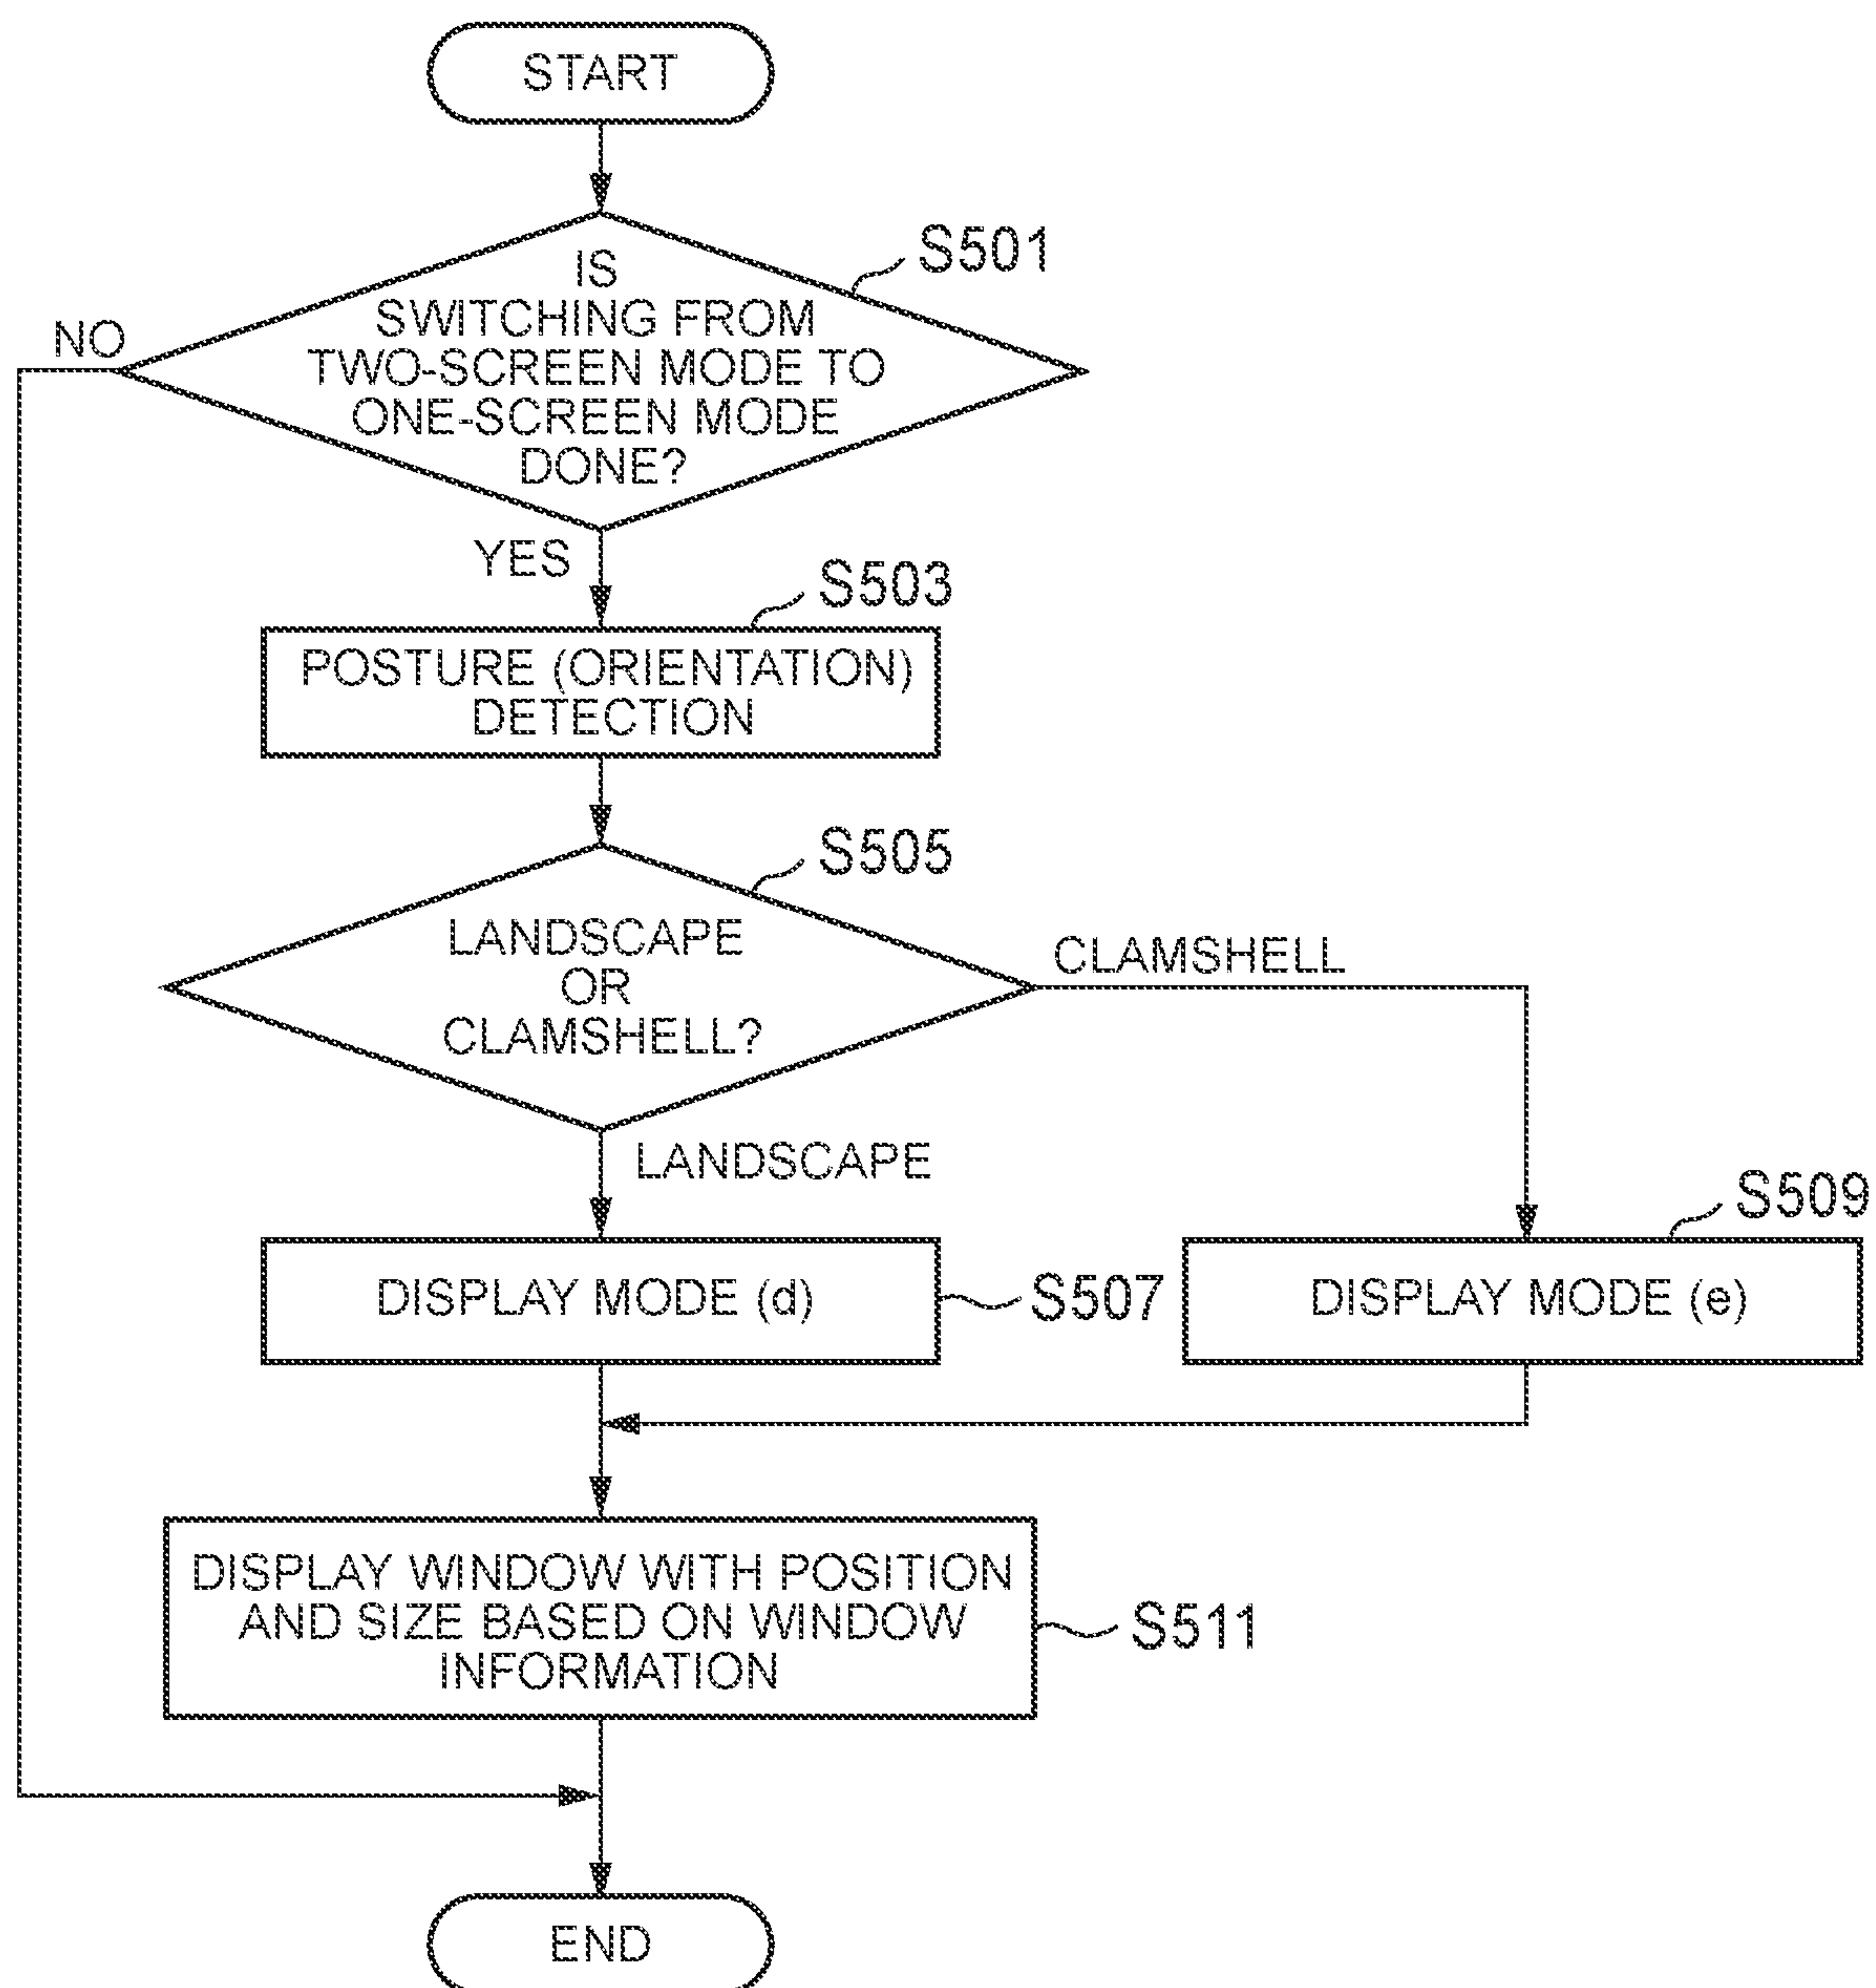 START
S501
IS
SWITCHING FROM
TWO-SCREEN MODE TO
ONE-SCREEN MODE
DONE?
NO
YES
S503
POSTURE (ORIENTATION)
DETECTION
S505
LANDSCAPE
OR
CLAMSHELL?
CLAMSHELL
LANDSCAPE
S509
DISPLAY MODE (d)
S507
DISPLAY MODE (e)
DISPLAY WINDOW WITH POSITION
AND SIZE BASED ON WINDOW
INFORMATION
S511
END